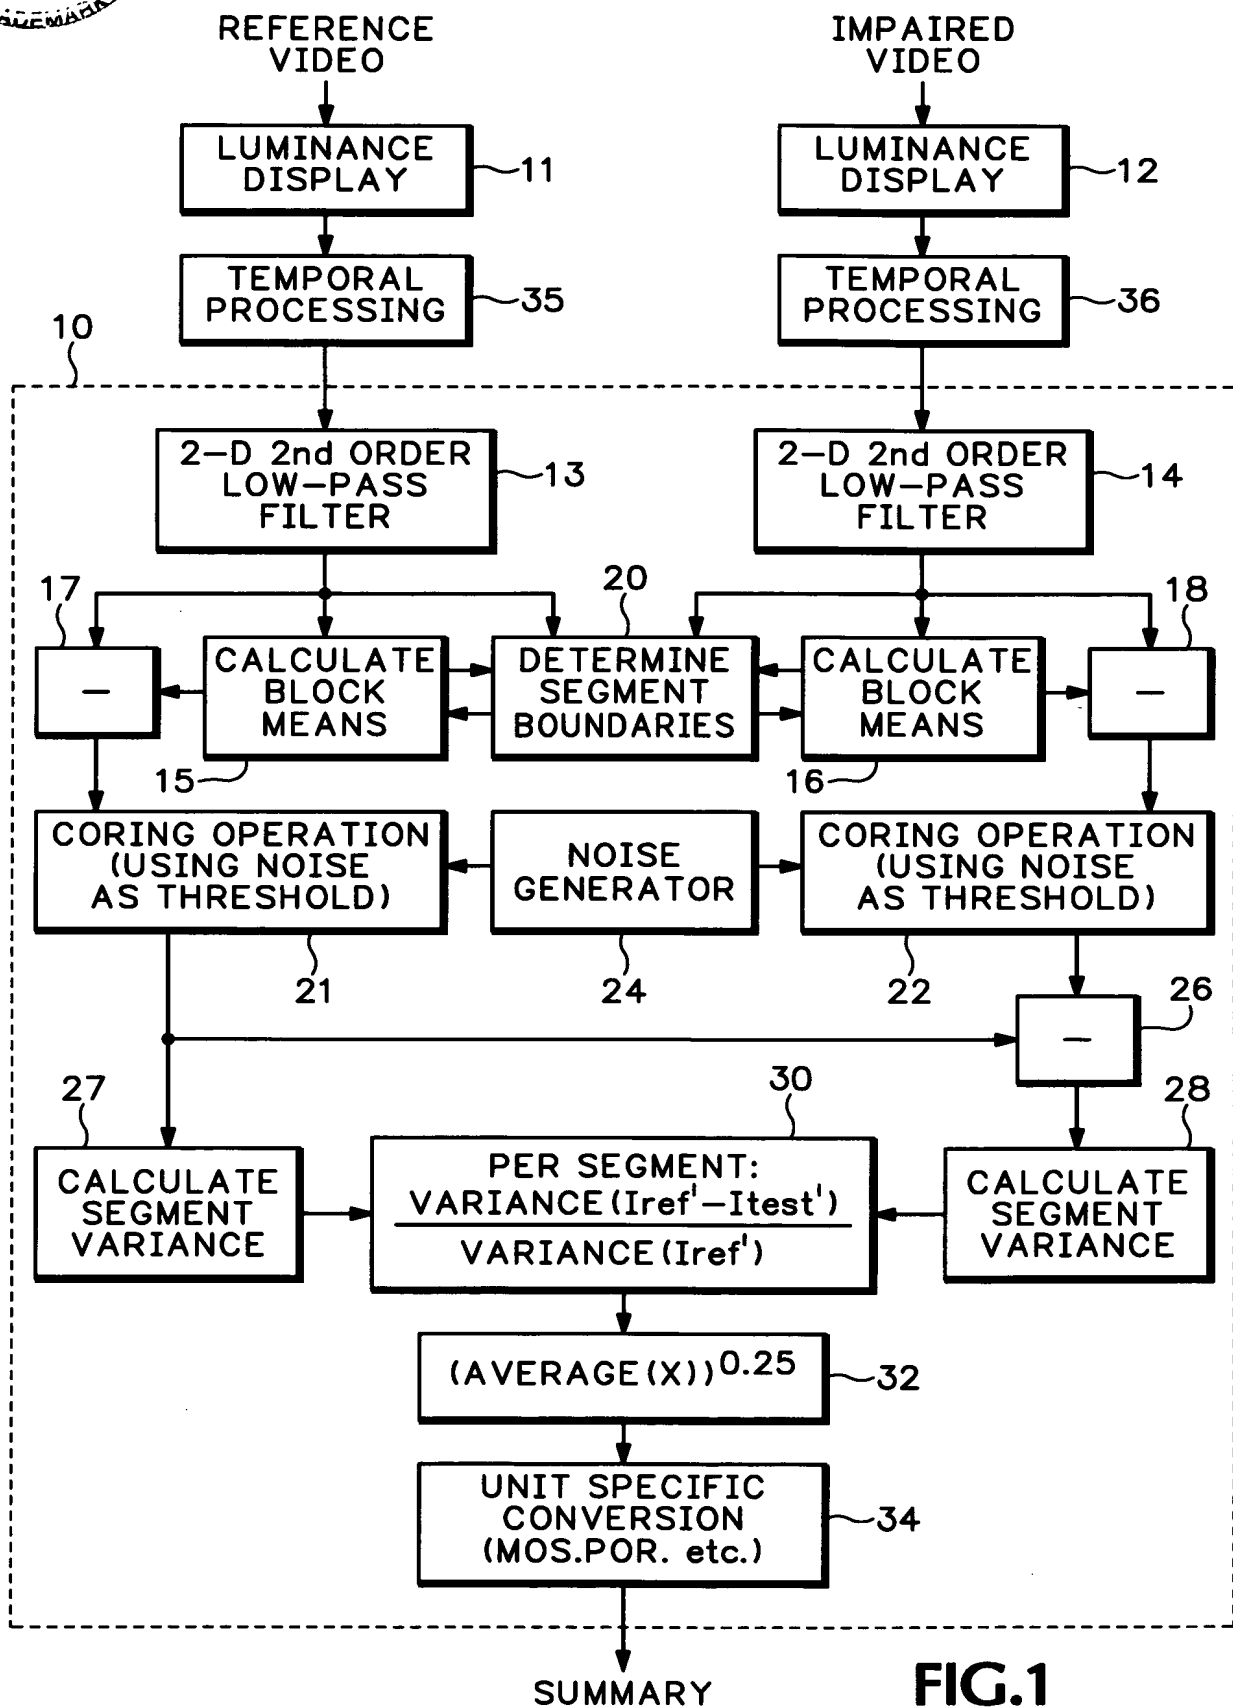 REFERENCE
VIDEO
IMPAIRED
VIDEO
LUMINANCE
DISPLAY
11
LUMINANCE
DISPLAY
12
TEMPORAL
PROCESSING
35
TEMPORAL
PROCESSING
36
10
2-D 2nd ORDER
LOW-PASS
FILTER
13
2-D 2nd ORDER
LOW-PASS
FILTER
14
17
20
18
–
CALCULATE
BLOCK
MEANS
DETERMINE
SEGMENT
BOUNDARIES
CALCULATE
BLOCK
MEANS
–
15
16
CORING OPERATION
(USING NOISE
AS THRESHOLD)
NOISE
GENERATOR
CORING OPERATION
(USING NOISE
AS THRESHOLD)
21
24
22
26
–
27
30
28
CALCULATE
SEGMENT
VARIANCE
PER SEGMENT:
VARIANCE(Iref'-Itest')
VARIANCE(Iref')
CALCULATE
SEGMENT
VARIANCE
(AVERAGE(X))0.25
32
UNIT SPECIFIC
CONVERSION
(MOS.POR. etc.)
34
SUMMARY
FIG.1